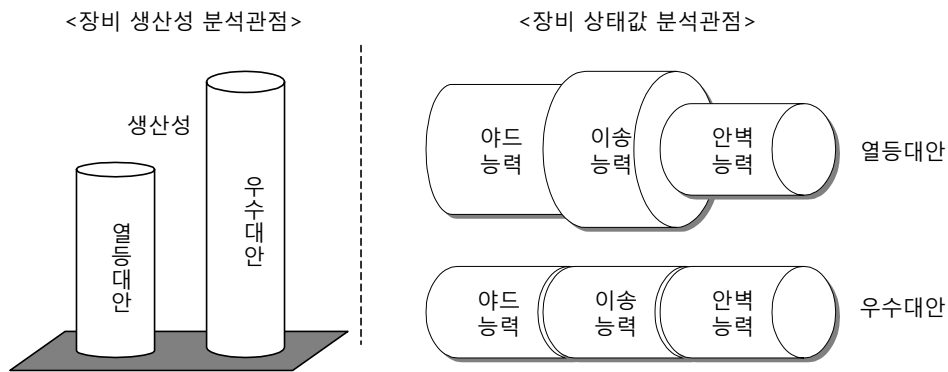 <장비 생산성 분석관점>
생산성
열등대안
우수대안
<장비 상태값 분석관점>
야드
능력
이송
능력
안벽
능력
열등대안
야드
능력
이송
능력
안벽
능력
우수대안